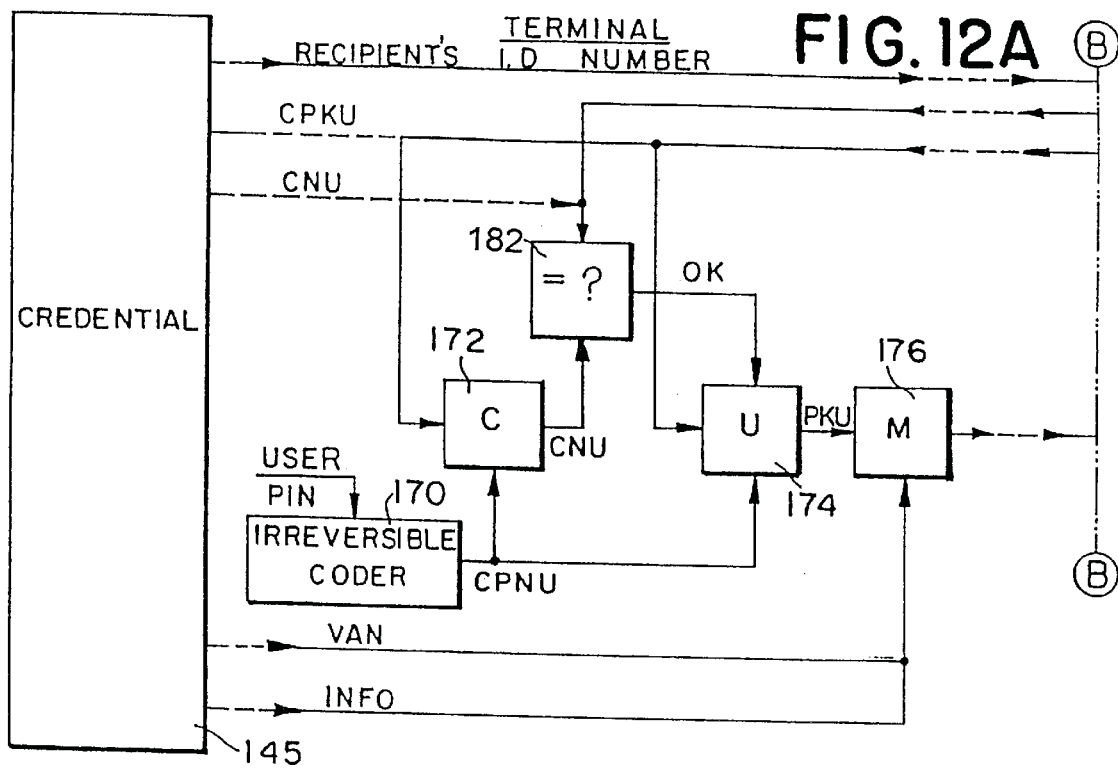 TERMINAL
FIG. 12A
B
RECIPIENT'S I.D NUMBER
CPKU
CNU
182
= ?
OK
CREDENTIAL
172
176
C
CNU
U
PKU
M
USER
PIN
170
174
IRREVERSIBLE
CODER
CPNU
B
VAN
INFO
145